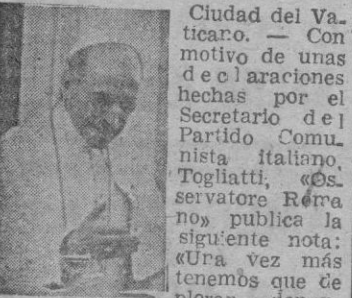 Ciudad del Va-
ticano. — Con
motivo de unas
declaraciones
hechas por el
Secretario del
Partido Comu-
nista italiano,
Togliatti, «Os-
servatore Roma
no» publica la
siguiente nota:
«Una vez más
tenemos que de